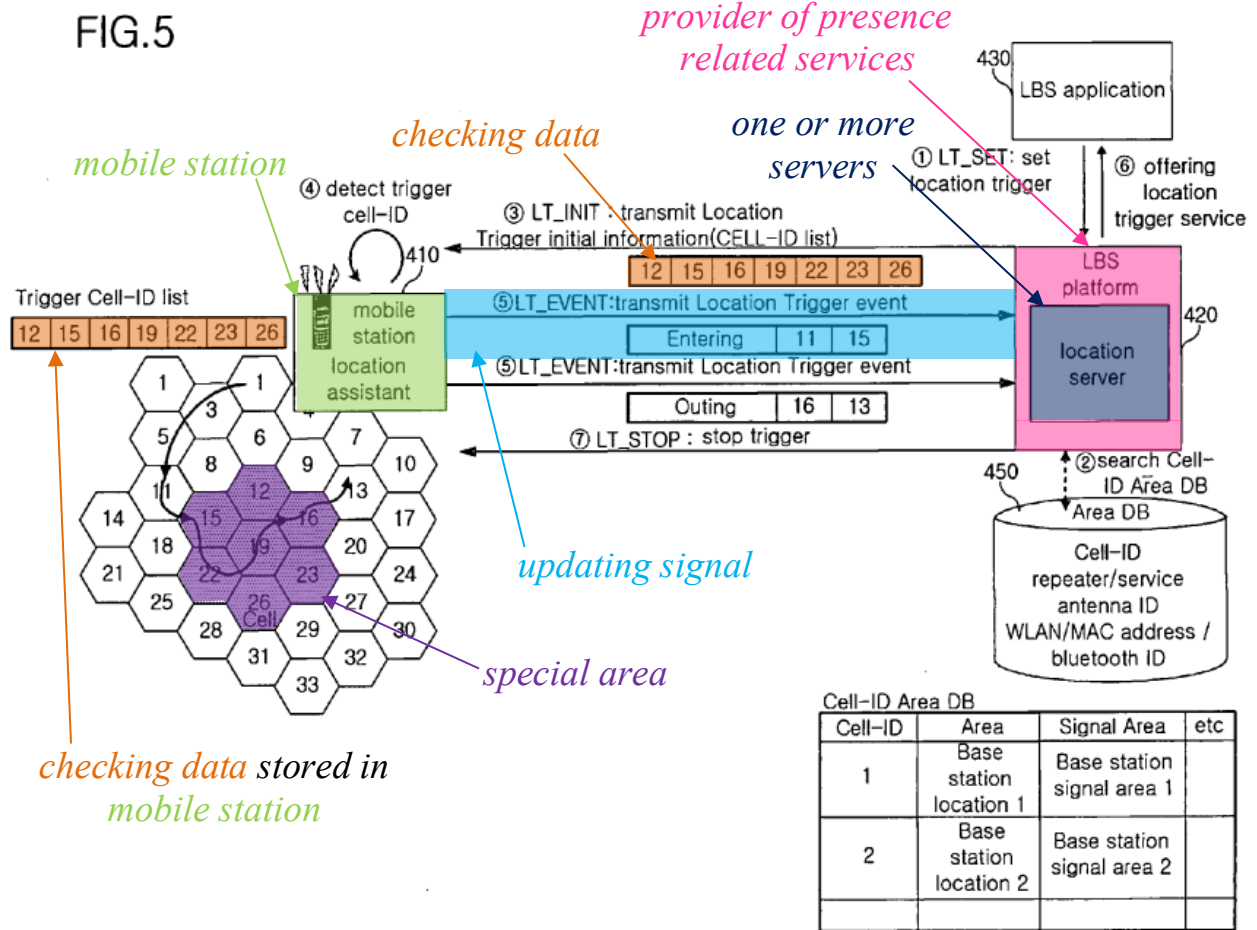 FIG.5
provider of presence
related services
430
LBS application
checking data
one or more
servers
mobile station
① LT_SET: set
location trigger
⑥ offering
location
trigger service
④ detect trigger
cell-ID
③ LT_INIT : transmit Location
Trigger initial information(CELL-ID list)
410
12 15 16 19 22 23 26
LBS
platform
Trigger Cell-ID list
12 15 16 19 22 23 26
mobile
station
location
assistant
⑤LT_EVENT:transmit Location Trigger event
Entering 11 15
420
location
server
⑤LT_EVENT:transmit Location Trigger event
Outing 16 13
⑦ LT_STOP : stop trigger
1 1
3 4
5 6 7
8 9 10
11 12 13
14 15 16 17
18 19 20
21 22 23 24
25 26 27
Cell
28 29 30
31 32
33
updating signal
special area
450
②search Cell-
ID Area DB
Area DB
Cell-ID
repeater/service
antenna ID
WLAN/MAC address /
bluetooth ID
checking data stored in
mobile station
Cell-ID Area DB
Cell-ID Area Signal Area etc
1 Base station location 1 Base station signal area 1
2 Base station location 2 Base station signal area 2